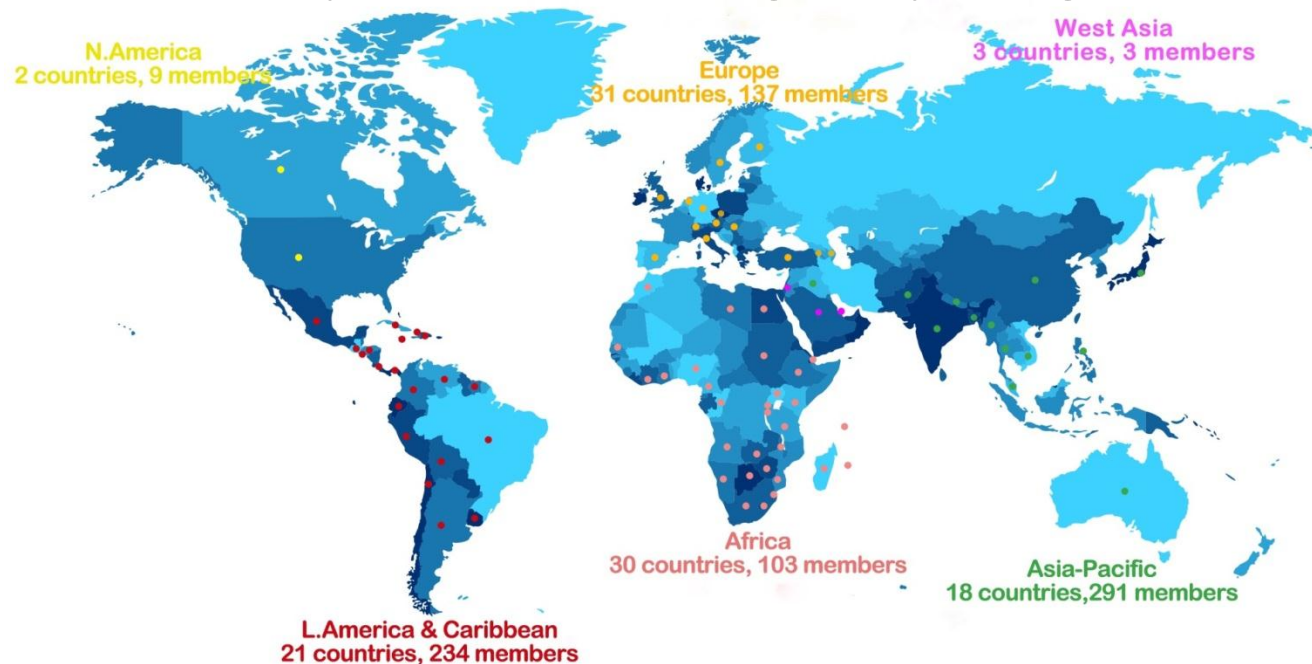 N.America
2 countries, 9 members
West Asia
3 countries, 3 members
Europe
31 countries, 137 members
Africa
30 countries, 103 members
Asia-Pacific
18 countries,291 members
L.America & Caribbean
21 countries, 234 members